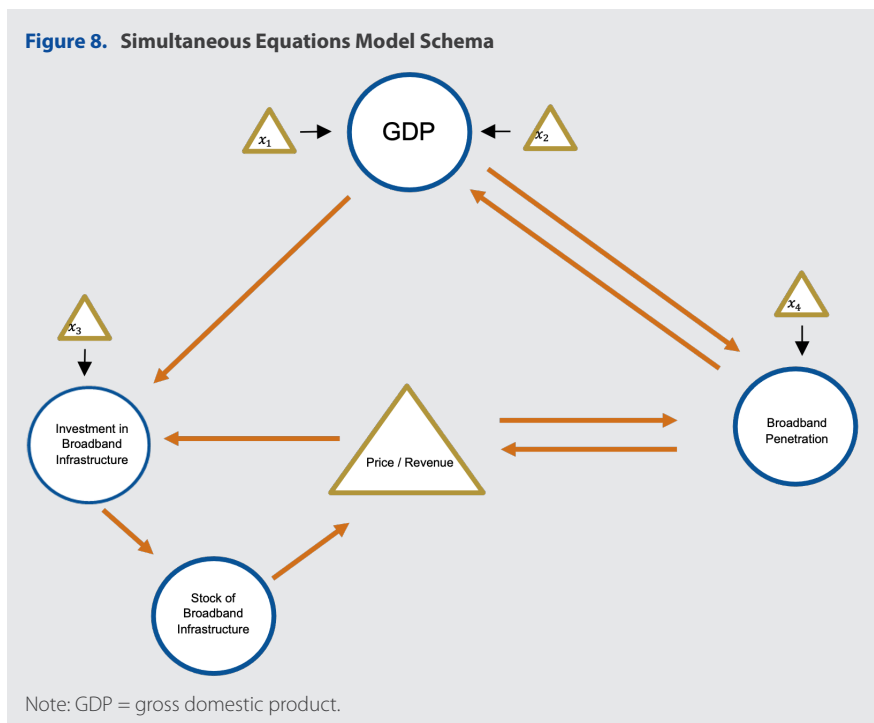 Figure 8. Simultaneous Equations Model Schema
x₁
GDP
x₂
x₃
x₄
Investment in
Broadband
Infrastructure
Price / Revenue
Broadband
Penetration
Stock of
Broadband
Infrastructure
Note: GDP = gross domestic product.